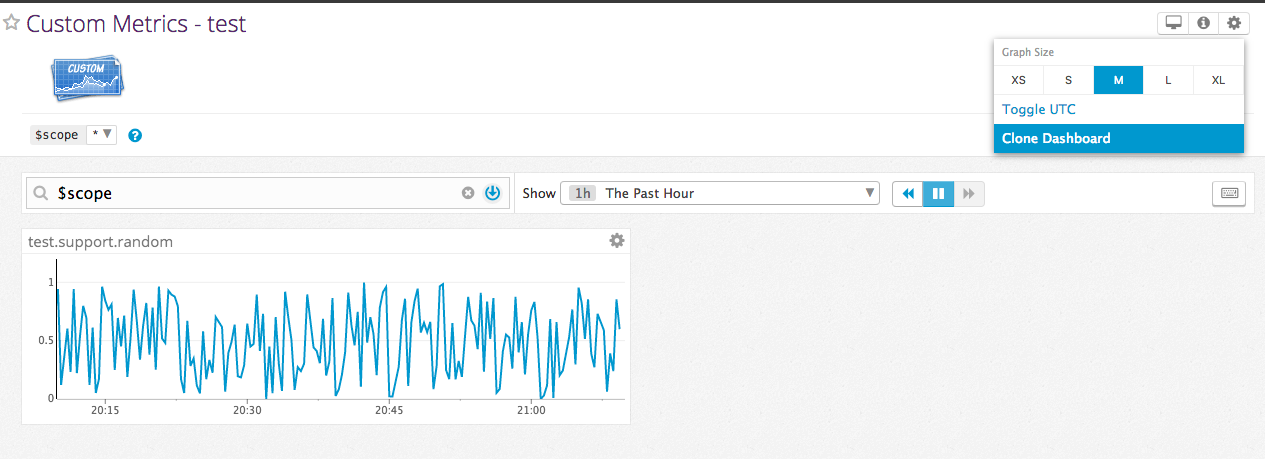 Custom Metrics - test
CUSTOM
Graph Size
XS S M L XL
Toggle UTC
Clone Dashboard
$scope * ?
$scope
Show 1h The Past Hour
test.support.random
1
0.5
0
20:15 20:30 20:45 21:00